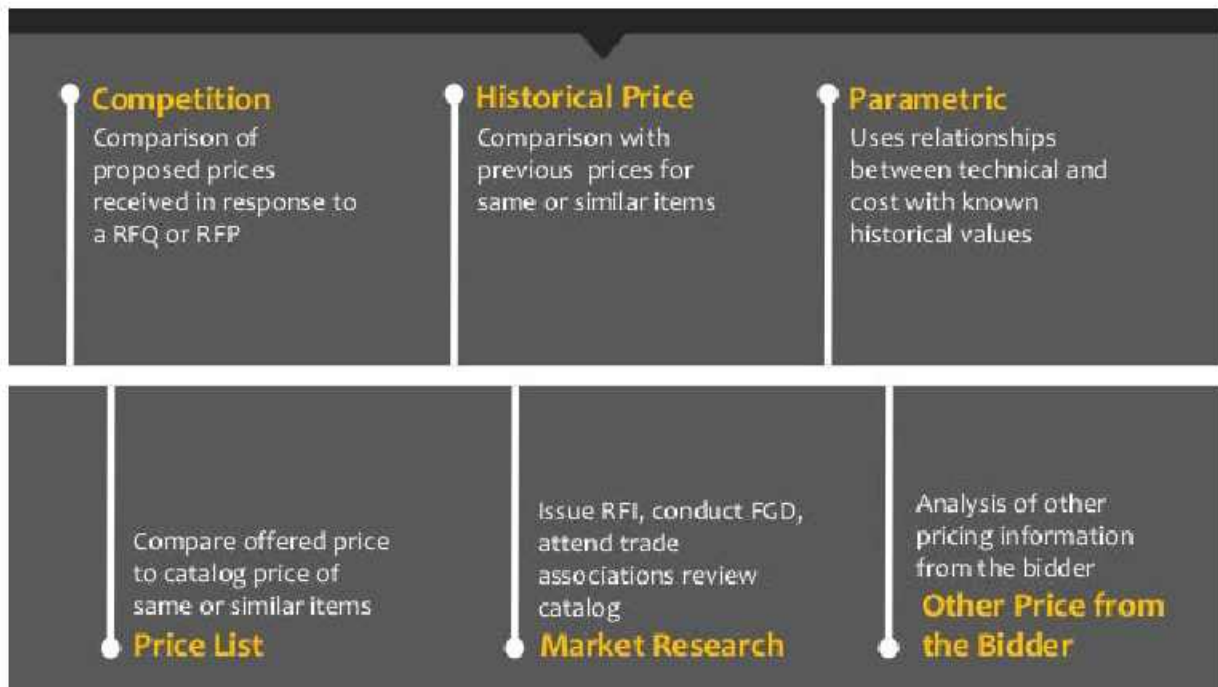 Competition
Comparison of
proposed prices
received in response to
a RFQ or RFP
Historical Price
Comparison with
previous prices for
same or similar items
Parametric
Uses relationships
between technical and
cost with known
historical values
Compare offered price
to catalog price of
same or similar items
Price List
Issue RFI, conduct FGD,
attend trade
associations review
catalog
Market Research
Analysis of other
pricing information
from the bidder
Other Price from
the Bidder